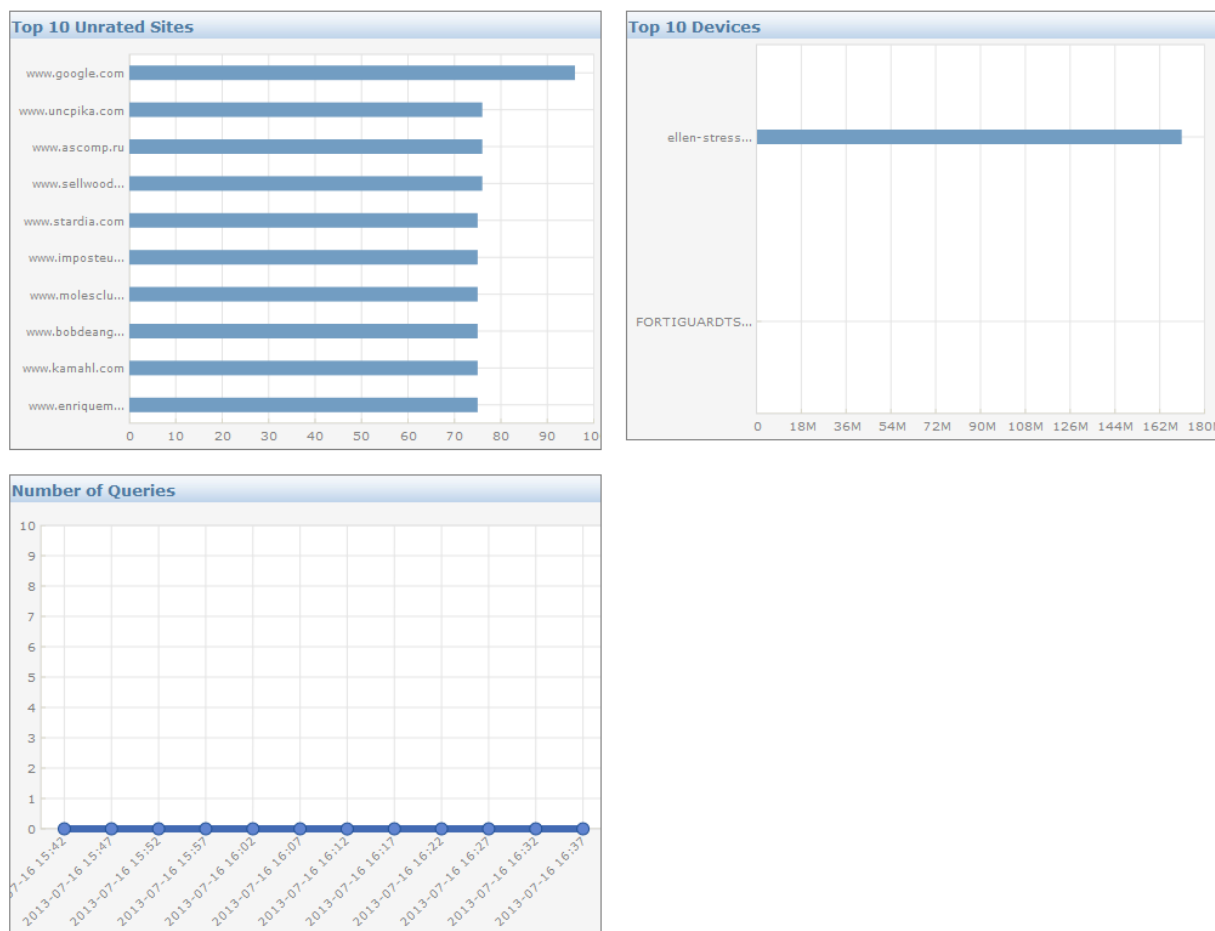 Top 10 Unrated Sites
www.google.com
www.uncpika.com
www.ascomp.ru
www.sellwood...
www.stardia.com
www.imposteu...
www.molesclu...
www.bobdeang...
www.kamahl.com
www.enriquem...
0 10 20 30 40 50 60 70 80 90 10
Top 10 Devices
ellen-stress...
FORTIGUARDTS...
0 18M 36M 54M 72M 90M 108M 126M 144M 162M 180
Number of Queries
10
9
8
7
6
5
4
3
2
1
0
7-16 15:42
2013-07-16 15:47
2013-07-16 15:52
2013-07-16 15:57
2013-07-16 16:02
2013-07-16 16:07
2013-07-16 16:12
2013-07-16 16:17
2013-07-16 16:22
2013-07-16 16:27
2013-07-16 16:32
2013-07-16 16:37